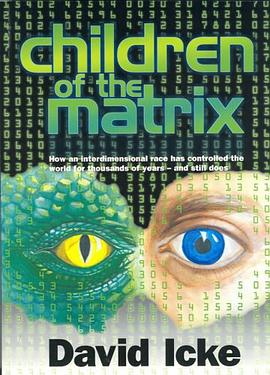 children
of the
matrix
How an interdimensional race has controlled the
world for thousands of years – and still does
David Icke